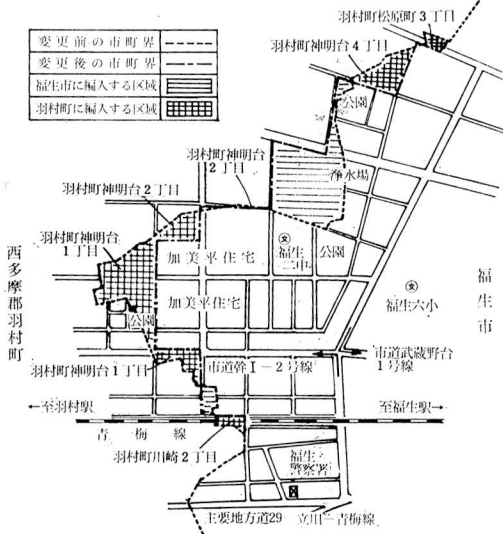 変更前の市町界
変更後の市町界
福生市に編入する区域
羽村町に編入する区域
羽村町松原町3丁目
羽村町神明台4丁目
公園
浄水場
羽村町神明台
2丁目
羽村町神明台2丁目
羽村町神明台
1丁目
加美平住宅
文
福生
二中
公園
加美平住宅
文
福生六小
西多摩郡羽村町
福生市
公園
羽村町神明台1丁目
市道幹Ⅰ－2号線
市道武蔵野台
1号線
←至羽村駅
至福生駅→
青梅線
羽村町川崎2丁目
福生
警察署
主要地方道29
立川－青梅線